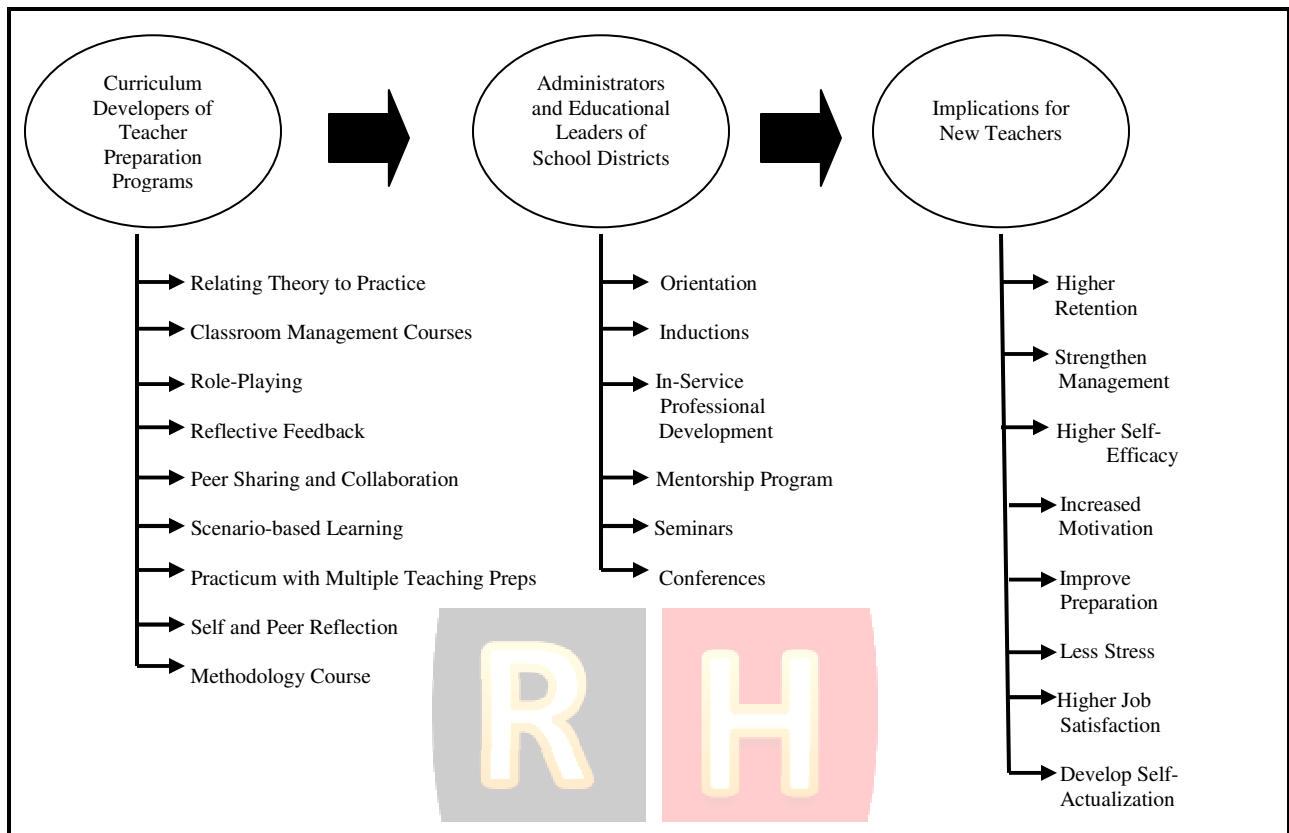 Curriculum
Developers of
Teacher
Preparation
Programs
Relating Theory to Practice
Classroom Management Courses
Role-Playing
Reflective Feedback
Peer Sharing and Collaboration
Scenario-based Learning
Practicum with Multiple Teaching Preps
Self and Peer Reflection
Methodology Course
Administrators
and Educational
Leaders of
School Districts
Orientation
Inductions
In-Service
Professional
Development
Mentorship Program
Seminars
Conferences
Implications for
New Teachers
Higher
Retention
Strengthen
Management
Higher Self-
Efficacy
Increased
Motivation
Improve
Preparation
Less Stress
Higher Job
Satisfaction
Develop Self-
Actualization
R H